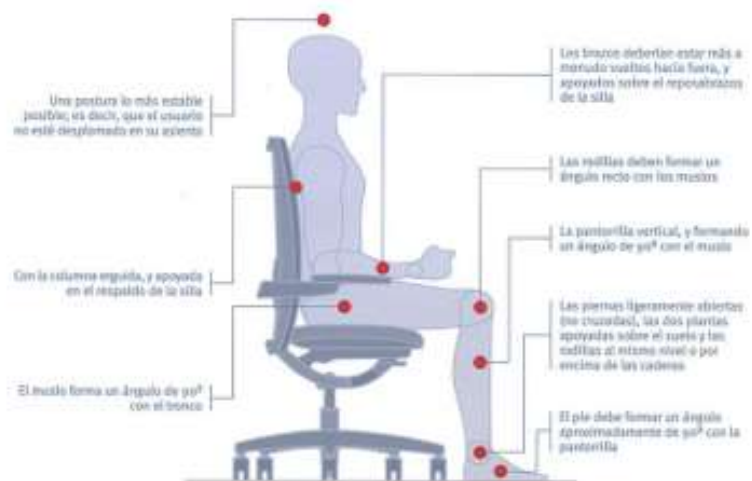 Una postura lo más estable
posible; es decir, que el usuario
no esté desplomado en su asiento
Con la columna erguida, y apoyada
en el respaldo de la silla
El muslo forma un ángulo de 90º
con el tronco
Los brazos deberían estar más a
menudo vueltos hacia fuera, y
apoyados sobre el reposabrazos
de la silla
Las rodillas deben formar un
ángulo recto con los muslos
La pantorrilla vertical, y formando
un ángulo de 90º con el muslo
Las piernas ligeramente abiertas
(no cruzadas), las dos plantas
apoyadas sobre el suelo y las
rodillas al mismo nivel o por
encima de las caderas
El pie debe formar un ángulo
aproximadamente de 90º con la
pantorrilla